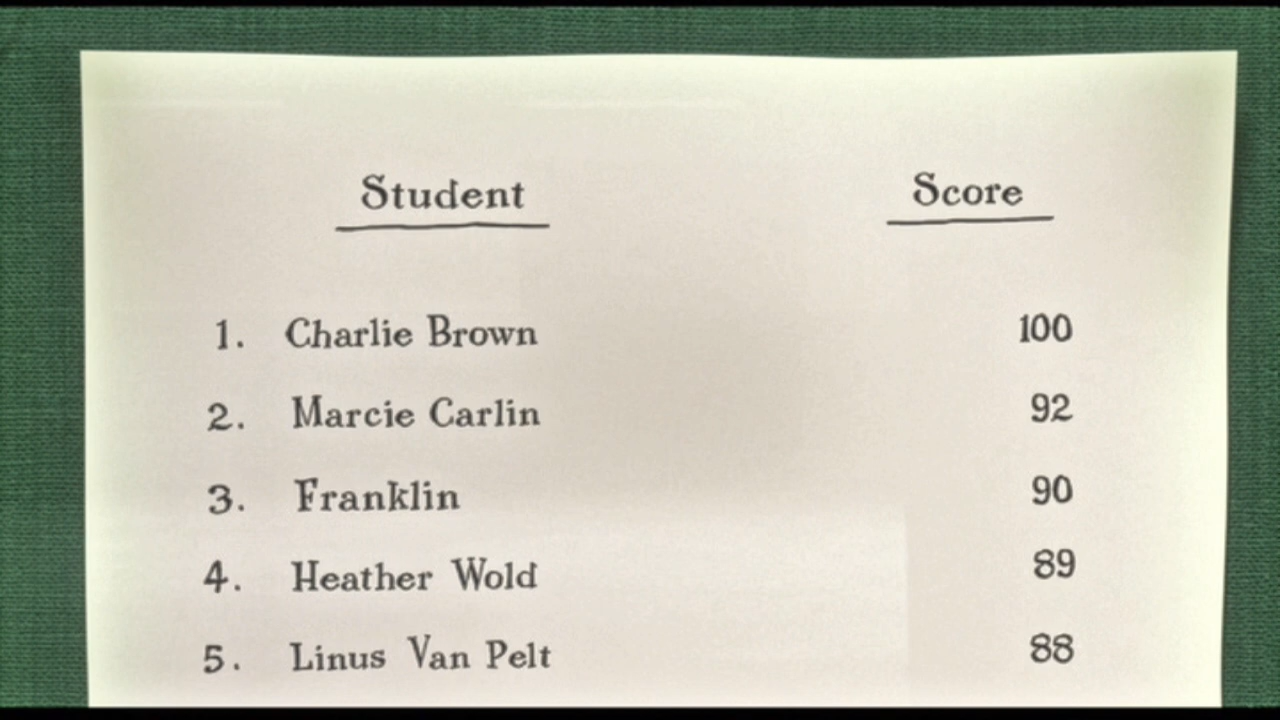 Student Score
1. Charlie Brown 100
2. Marcie Carlin 92
3. Franklin 90
4. Heather Wold 89
5. Linus Van Pelt 88